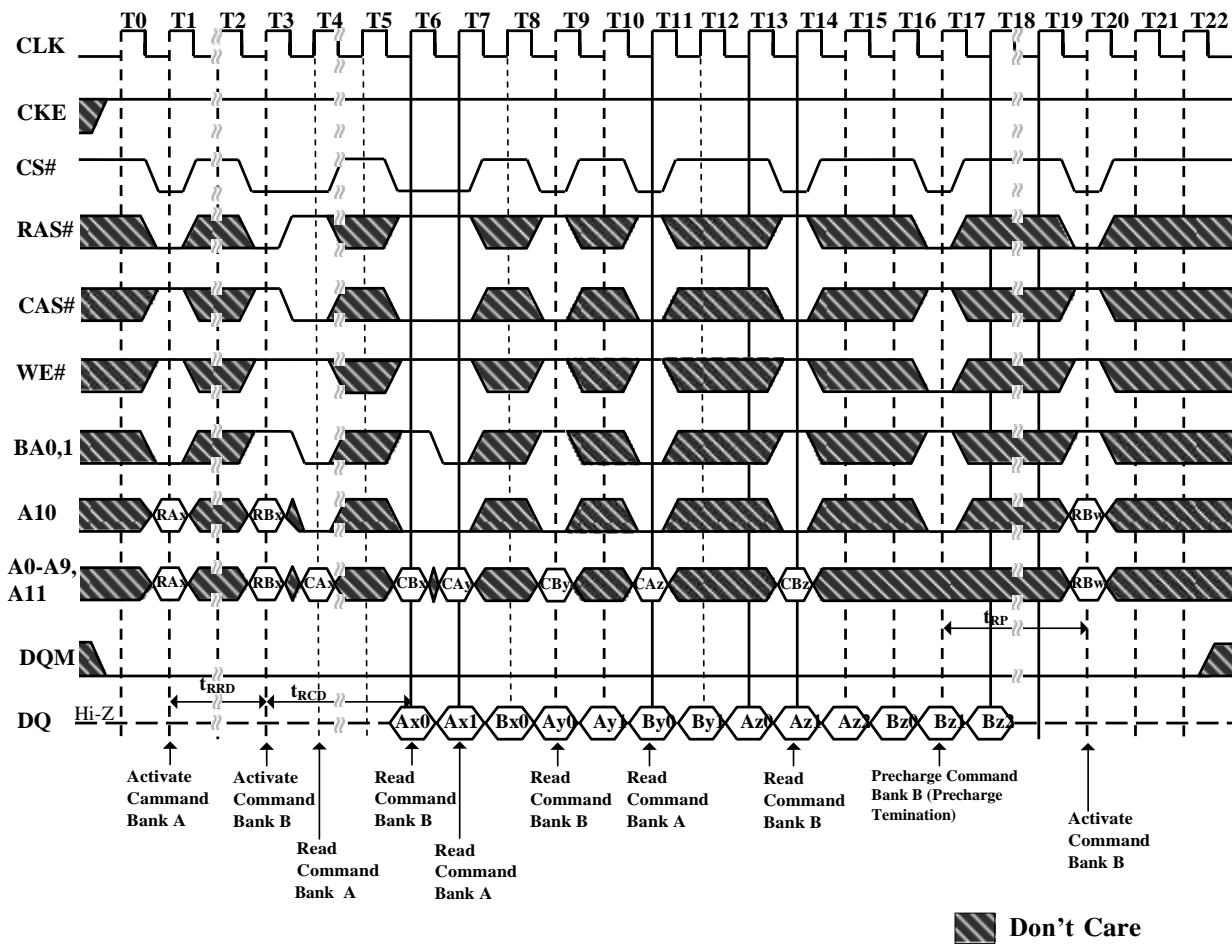 T0 T1 T2 T3 T4 T5 T6 T7 T8 T9 T10 T11 T12 T13 T14 T15 T16 T17 T18 T19 T20 T21 T22
CLK
CKE
CS#
RAS#
CAS#
WE#
BA0,1
A10 RAx RBx RBw
A0-A9,
A11 RAx RBx CAx CBx CAy CBy CAz CBz RBw
tRP
DQM
tRRD tRCD
DQ Hi-Z Ax0 Ax1 Bx0 Ay0 Ay1 By0 By1 Az0 Az1 Az2 Bz0 Bz1 Bz2
Activate
Cammand
Bank A
Activate
Command
Bank B
Read
Command
Bank A
Read
Command
Bank B
Read
Command
Bank A
Read
Command
Bank B
Read
Command
Bank A
Read
Command
Bank B
Precharge Command
Bank B (Precharge
Temination)
Activate
Command
Bank B
Don't Care